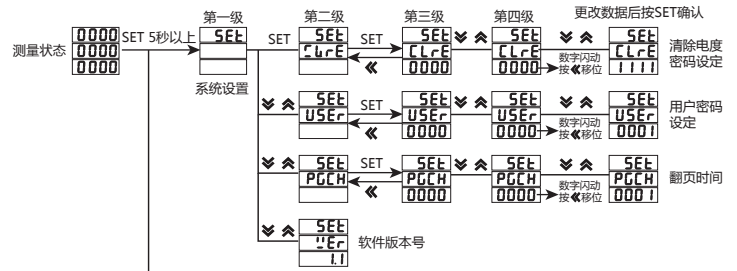 第一级 第二级 第三级 第四级 更改数据后按SET确认
测量状态 0000 0000 0000 SET 5秒以上 SEt 系统设置
SET SEt CLrE SET SEt CLrE 0000 SEt CLrE 0000 数字闪动 按≪移位 SEt CLrE 1111 清除电度 密码设定
SEt USEr SET SEt USEr 0000 SEt USEr 0000 数字闪动 按≪移位 SEt USEr 0001 用户密码 设定
SEt PGCH SET SEt PGCH 0000 SEt PGCH 0000 数字闪动 按≪移位 SEt PGCH 0001 翻页时间
SEt VEr 1.1 软件版本号